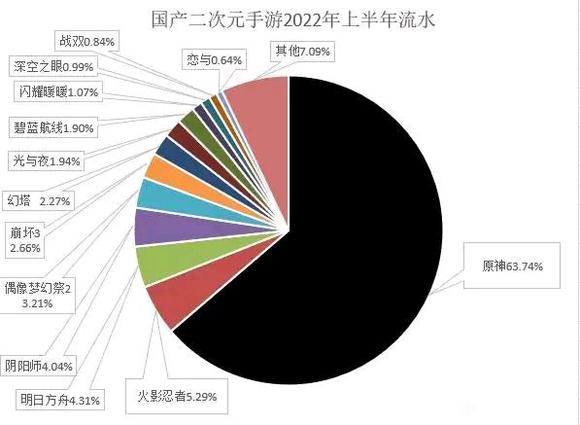 国产二次元手游2022年上半年流水
战双0.84%
恋与0.64%
其他7.09%
深空之眼0.99%
闪耀暖暖1.07%
碧蓝航线1.90%
光与夜1.94%
幻塔 2.27%
崩坏3
2.66%
偶像梦幻祭2
3.21%
阴阳师4.04%
明日方舟4.31%
火影忍者5.29%
原神63.74%